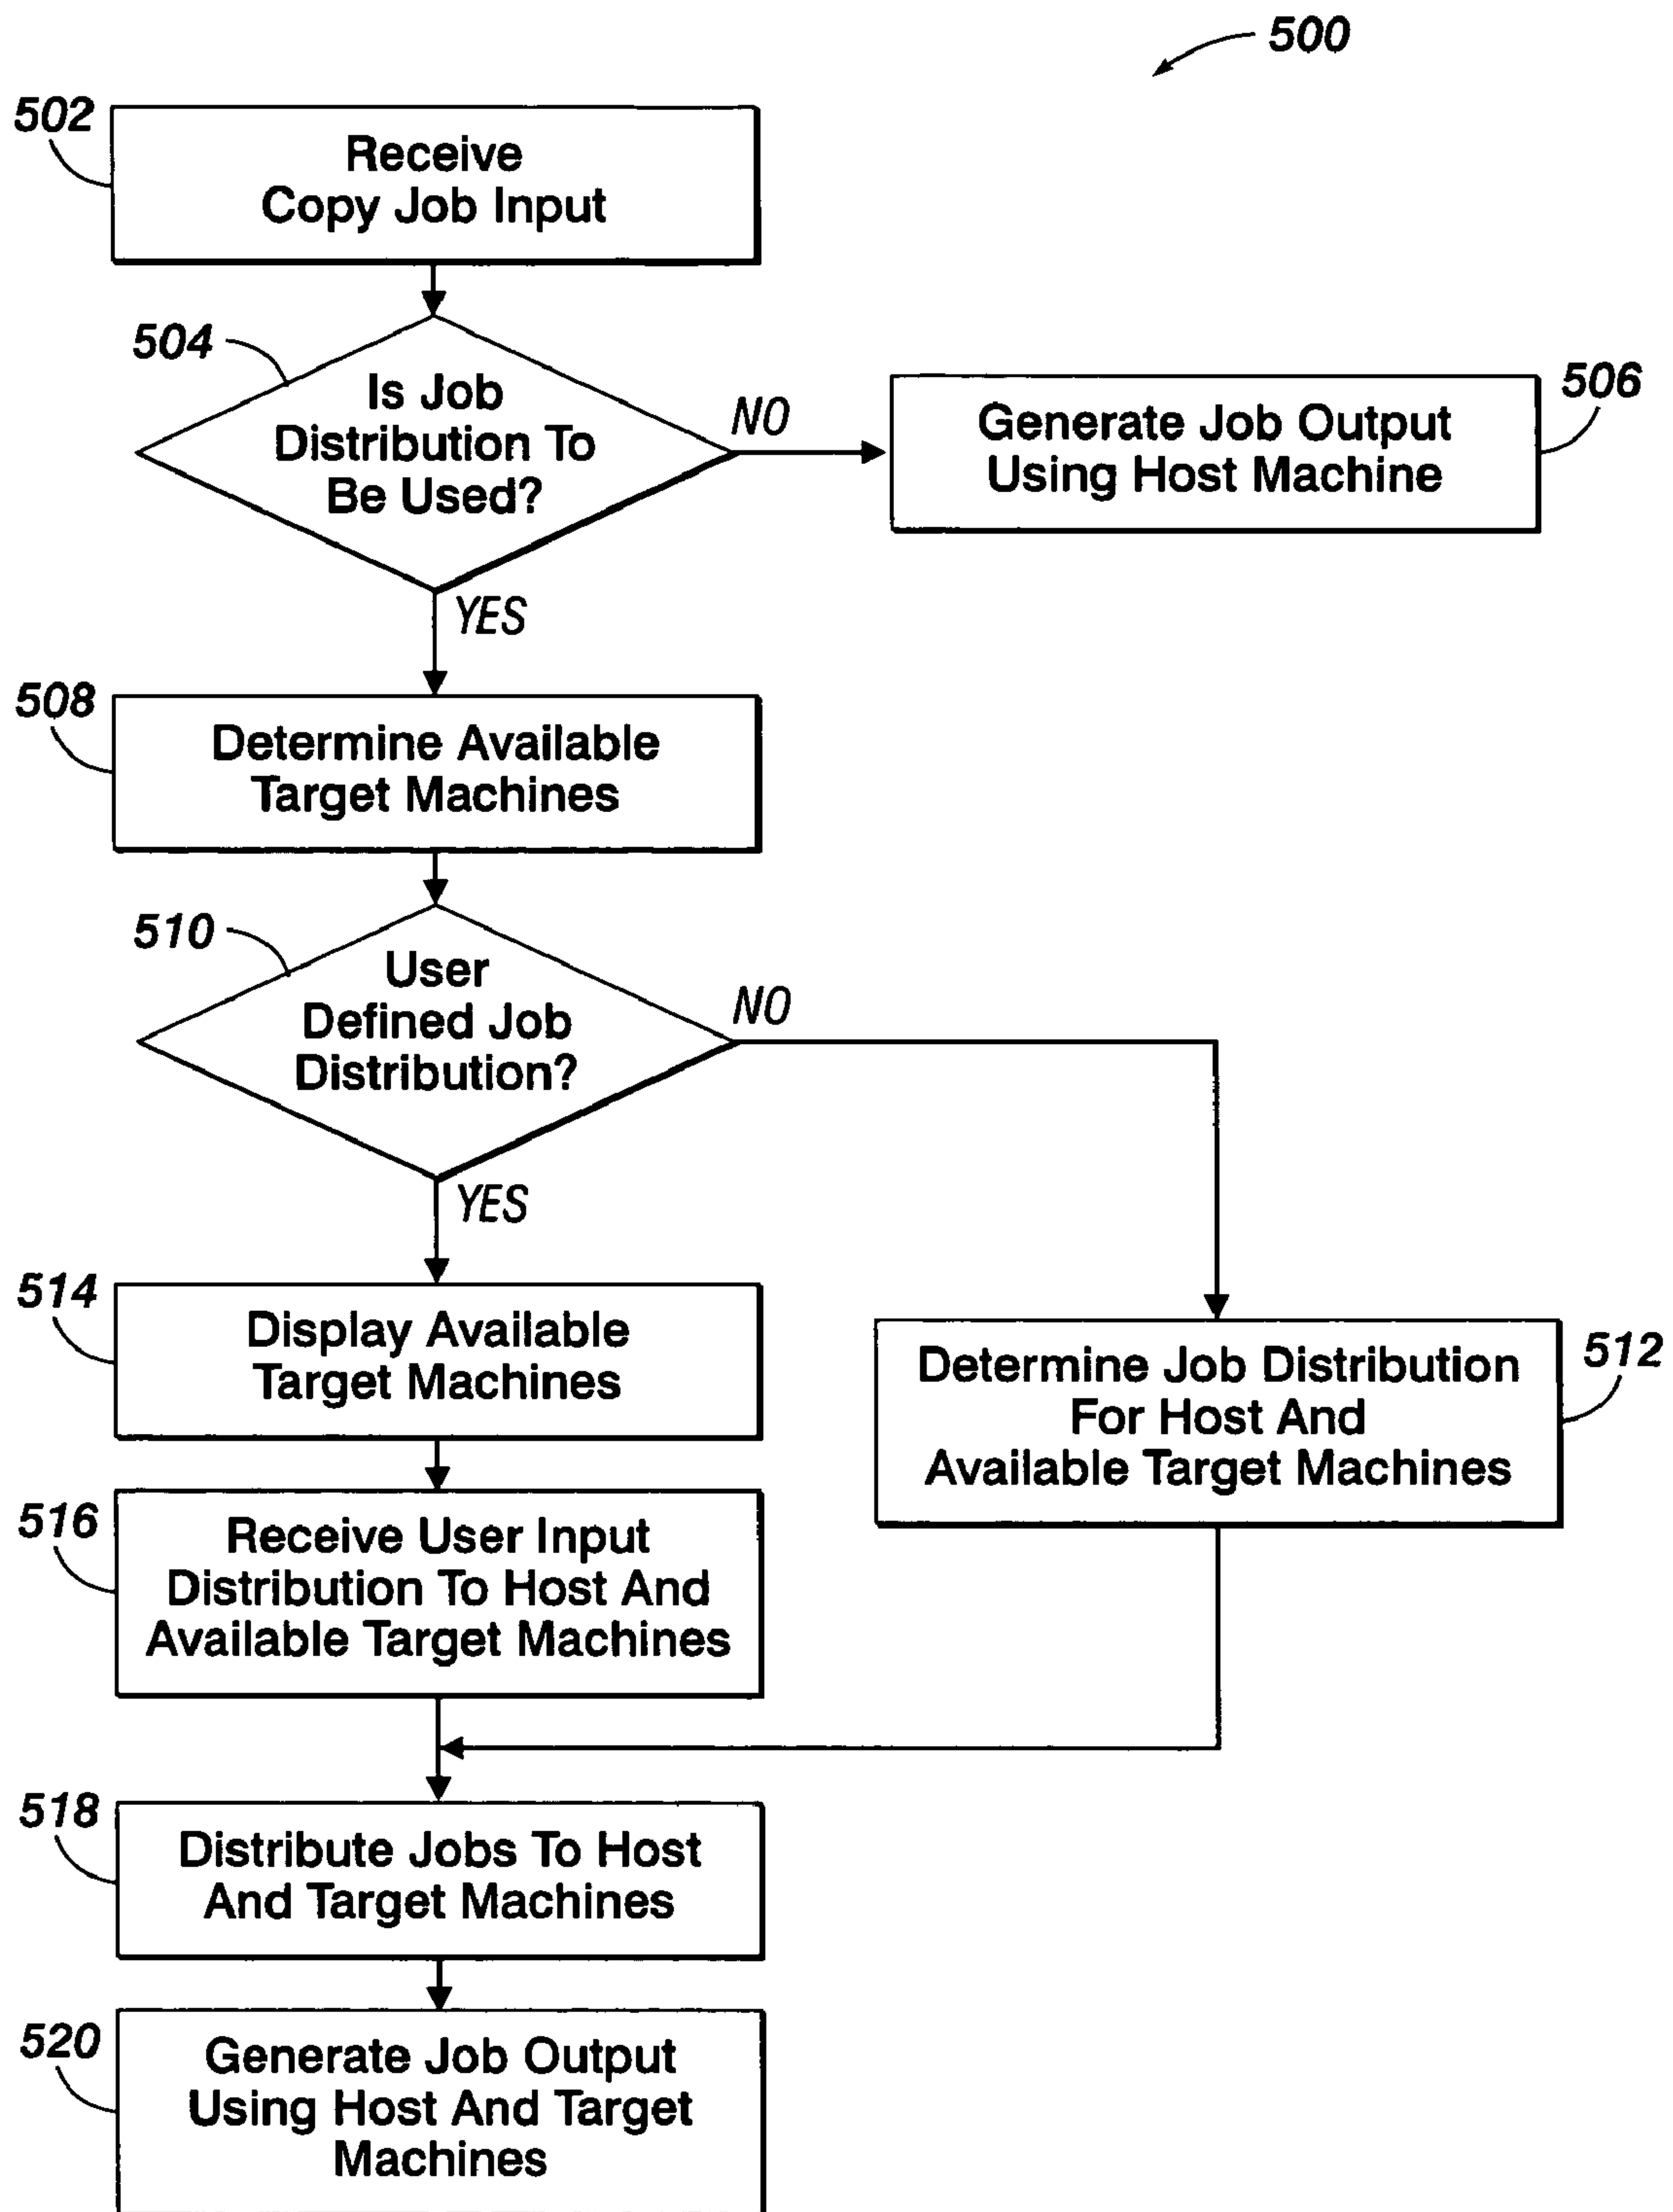 500
502
Receive
Copy Job Input
504
Is Job
Distribution To
Be Used?
NO
506
Generate Job Output
Using Host Machine
YES
508
Determine Available
Target Machines
510
User
Defined Job
Distribution?
NO
YES
514
Display Available
Target Machines
512
Determine Job Distribution
For Host And
Available Target Machines
516
Receive User Input
Distribution To Host And
Available Target Machines
518
Distribute Jobs To Host
And Target Machines
520
Generate Job Output
Using Host And Target
Machines